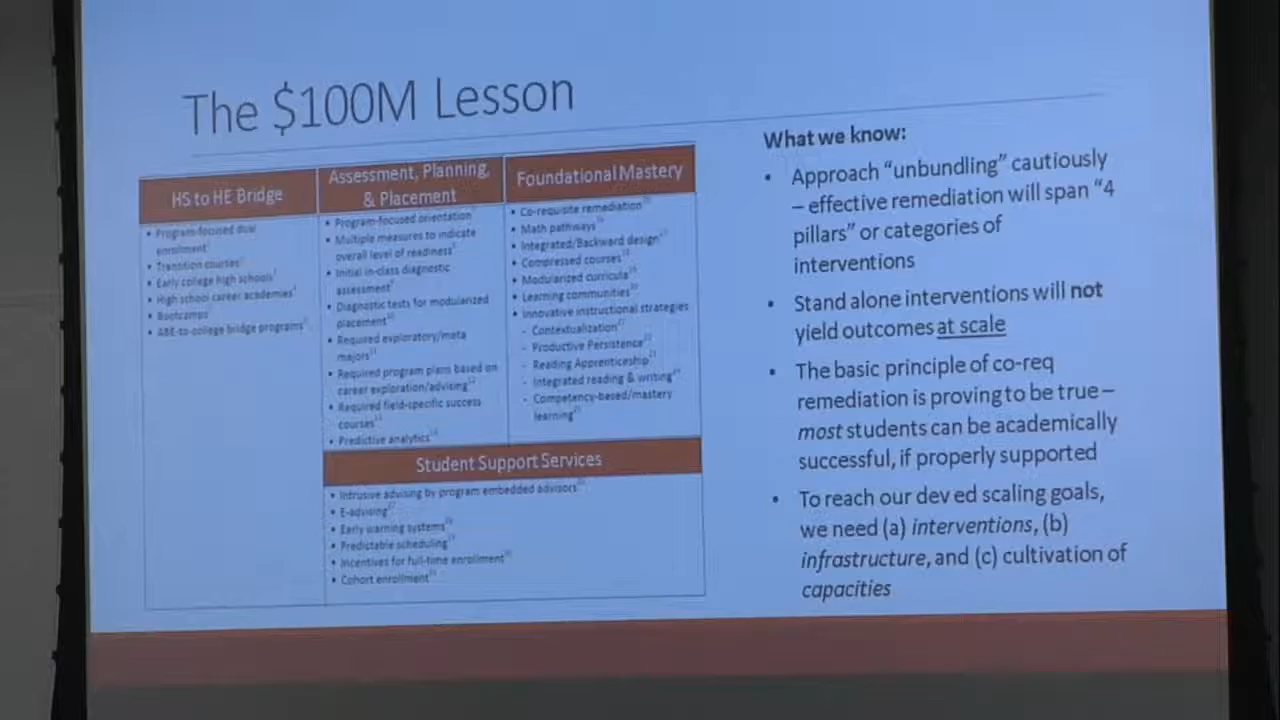 The $100M Lesson
HS to HE Bridge
• Program-focused dual
enrollment
• Transition courses
• Early college high schools
• High school career academies
• Bootcamps
• ABE-to-college bridge programs
Assessment, Planning,
& Placement
• Program-focused orientation
• Multiple measures to indicate
overall level of readiness
• Initial in-class diagnostic
assessment
• Diagnostic tests for modularized
placement
• Required exploratory/meta
majors
• Required program plans based on
career exploration/advising
• Required field-specific success
courses
• Predictive analytics
Foundational Mastery
• Co-requisite remediation
• Math pathways
• Integrated/Backward design
• Compressed courses
• Modularized curricula
• Learning communities
• Innovative instructional strategies
- Contextualization
- Productive Persistence
- Reading Apprenticeship
- Integrated reading & writing
- Competency-based/mastery
learning
Student Support Services
• Intrusive advising by program embedded advisors
• E-advising
• Early warning systems
• Predictable scheduling
• Incentives for full-time enrollment
• Cohort enrollment
What we know:
• Approach “unbundling” cautiously
– effective remediation will span “4
pillars” or categories of
interventions
• Stand alone interventions will not
yield outcomes at scale
• The basic principle of co-req
remediation is proving to be true –
most students can be academically
successful, if properly supported
• To reach our dev ed scaling goals,
we need (a) interventions, (b)
infrastructure, and (c) cultivation of
capacities